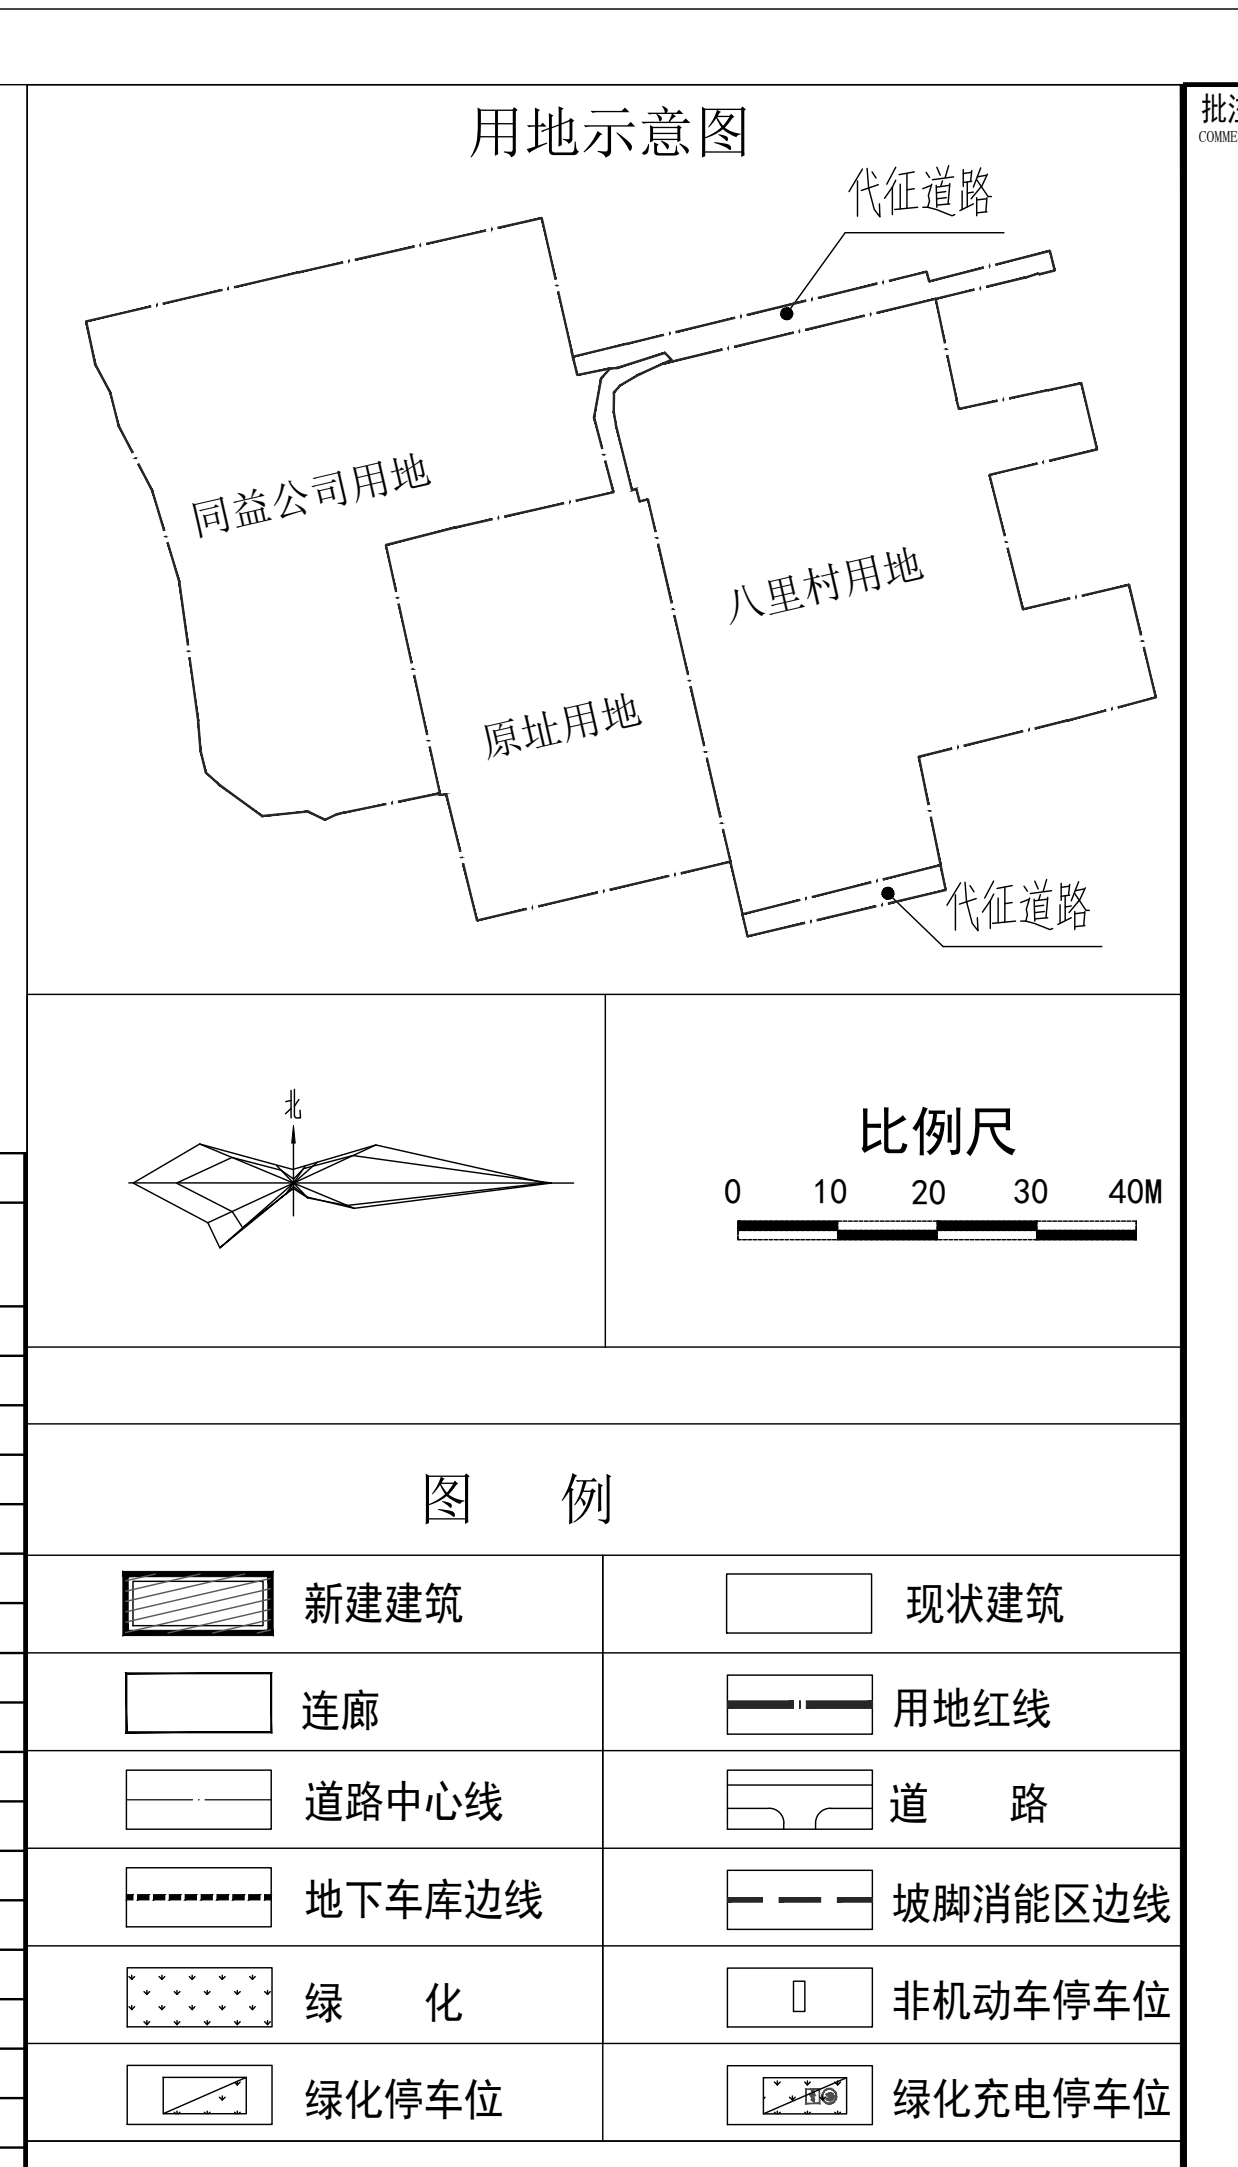 用地示意图
批注
COMME
代征道路
同益公司用地
八里村用地
原址用地
代征道路
北
比例尺
0 10 20 30 40M
图 例
新建建筑 现状建筑
连廊 用地红线
道路中心线 道 路
地下车库边线 坡脚消能区边线
绿 化 非机动车停车位
绿化停车位 绿化充电停车位